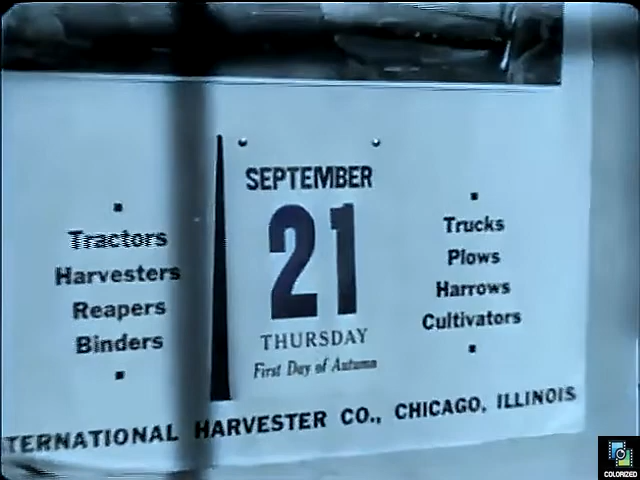 SEPTEMBER
21
THURSDAY
First Day of Autumn
Tractors
Harvesters
Reapers
Binders
Trucks
Plows
Harrows
Cultivators
TERNATIONAL HARVESTER CO., CHICAGO, ILLINOIS
COLORIZED